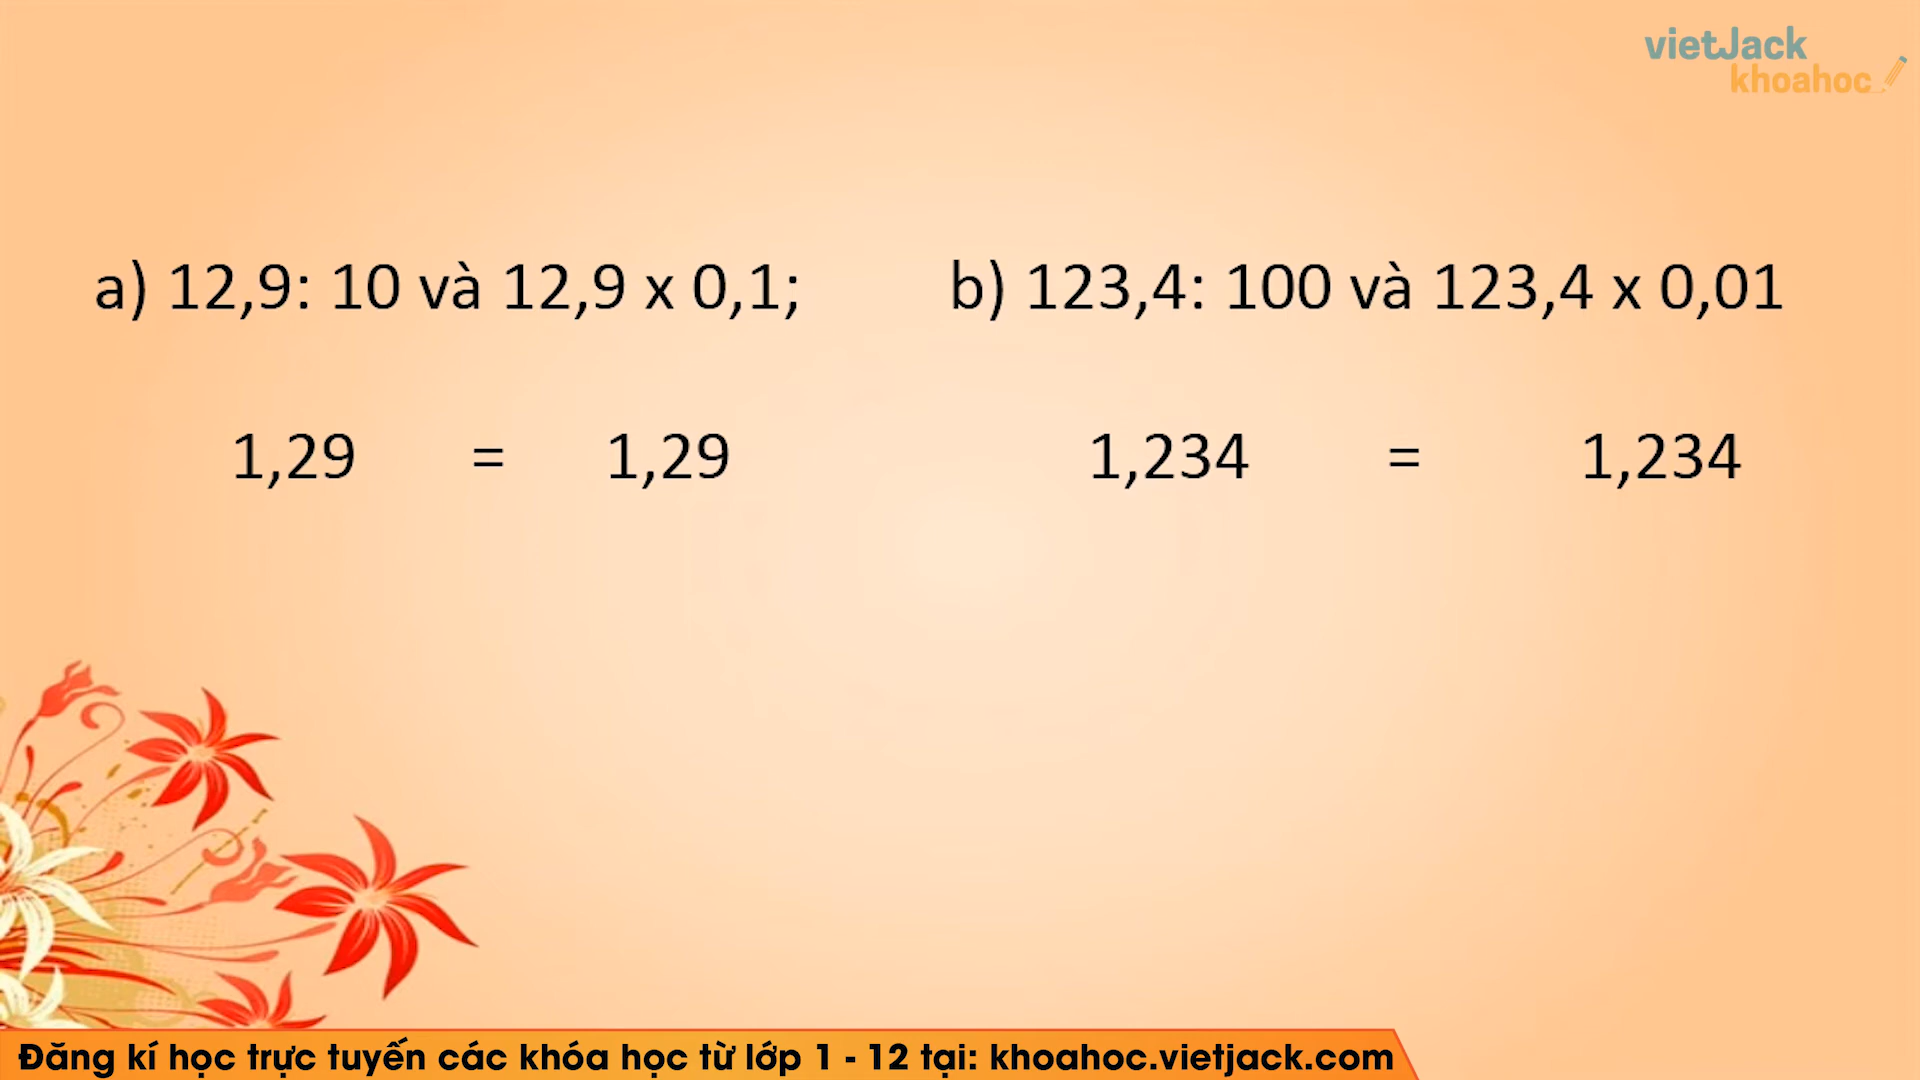 vietJack
khoahoc
a) 12,9: 10 và 12,9 x 0,1; b) 123,4: 100 và 123,4 x 0,01
1,29 = 1,29 1,234 = 1,234
Đăng kí học trực tuyến các khóa học từ lớp 1 - 12 tại: khoahoc.vietjack.com